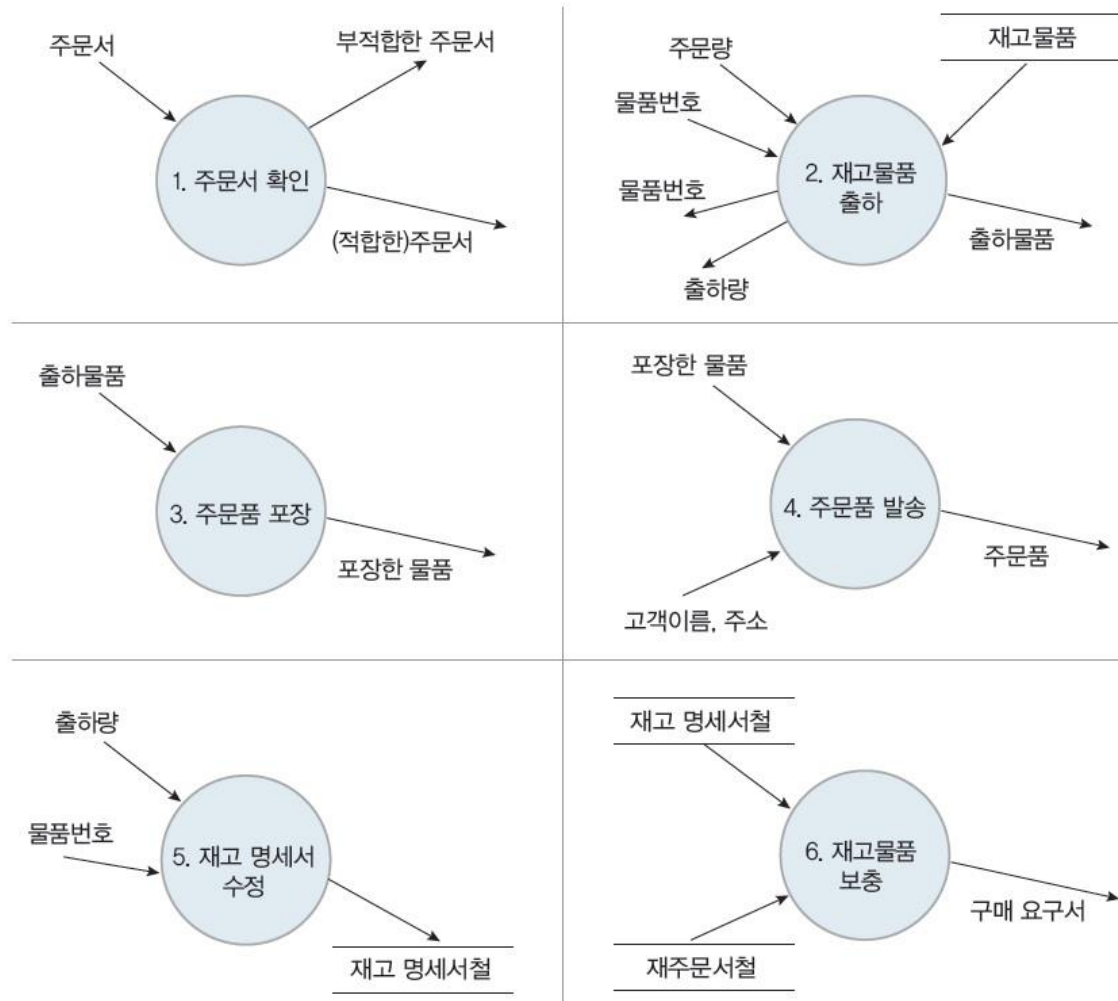 주문서
부적합한 주문서
1. 주문서 확인
(적합한)주문서
주문량
재고물품
물품번호
2. 재고물품
출하
물품번호
출하물품
출하량
출하물품
3. 주문품 포장
포장한 물품
포장한 물품
4. 주문품 발송
주문품
고객이름, 주소
출하량
물품번호
5. 재고 명세서
수정
재고 명세서철
재고 명세서철
6. 재고물품
보충
구매 요구서
재주문서철